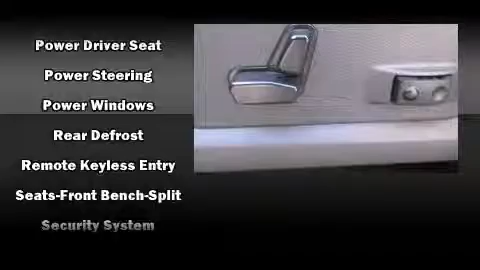 Power Driver Seat
Power Steering
Power Windows
Rear Defrost
Remote Keyless Entry
Seats-Front Bench-Split
Security System